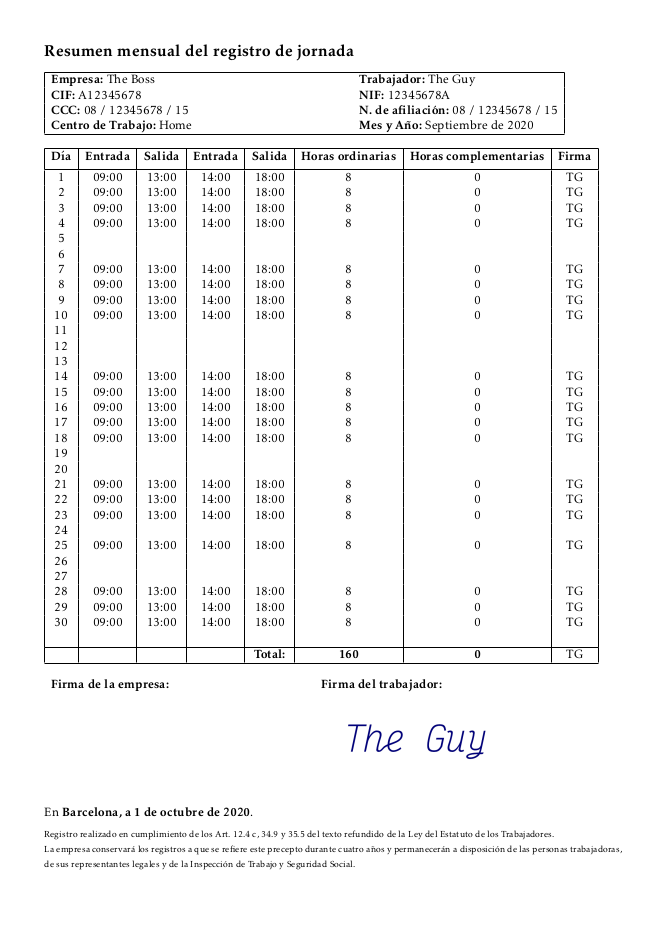 Resumen mensual del registro de jornada
Empresa: The Boss Trabajador: The Guy
CIF: A12345678 NIF: 12345678A
CCC: 08 / 12345678 / 15 N. de afiliación: 08 / 12345678 / 15
Centro de Trabajo: Home Mes y Año: Septiembre de 2020
Día Entrada Salida Entrada Salida Horas ordinarias Horas complementarias Firma
1 09:00 13:00 14:00 18:00 8 0 TG
2 09:00 13:00 14:00 18:00 8 0 TG
3 09:00 13:00 14:00 18:00 8 0 TG
4 09:00 13:00 14:00 18:00 8 0 TG
5
6
7 09:00 13:00 14:00 18:00 8 0 TG
8 09:00 13:00 14:00 18:00 8 0 TG
9 09:00 13:00 14:00 18:00 8 0 TG
10 09:00 13:00 14:00 18:00 8 0 TG
11
12
13
14 09:00 13:00 14:00 18:00 8 0 TG
15 09:00 13:00 14:00 18:00 8 0 TG
16 09:00 13:00 14:00 18:00 8 0 TG
17 09:00 13:00 14:00 18:00 8 0 TG
18 09:00 13:00 14:00 18:00 8 0 TG
19
20
21 09:00 13:00 14:00 18:00 8 0 TG
22 09:00 13:00 14:00 18:00 8 0 TG
23 09:00 13:00 14:00 18:00 8 0 TG
24
25 09:00 13:00 14:00 18:00 8 0 TG
26
27
28 09:00 13:00 14:00 18:00 8 0 TG
29 09:00 13:00 14:00 18:00 8 0 TG
30 09:00 13:00 14:00 18:00 8 0 TG
Total: 160 0 TG
Firma de la empresa: Firma del trabajador:
The Guy
En Barcelona, a 1 de octubre de 2020.
Registro realizado en cumplimiento de los Art. 12.4 c, 34.9 y 35.5 del texto refundido de la Ley del Estatuto de los Trabajadores.
La empresa conservará los registros a que se refiere este precepto durante cuatro años y permanecerán a disposición de las personas trabajadoras,
de sus representantes legales y de la Inspección de Trabajo y Seguridad Social.